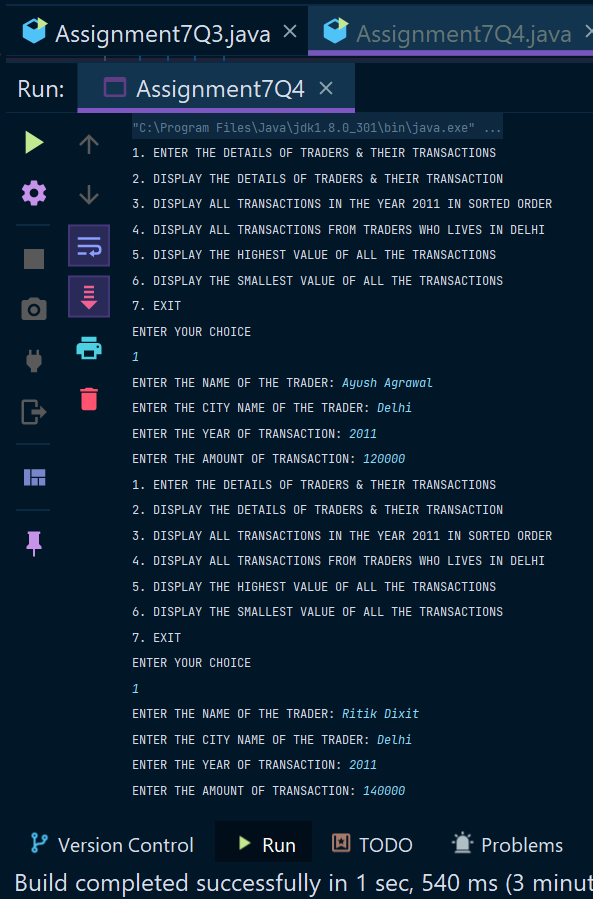 Assignment7Q3.java × Assignment7Q4.java ×
Run: Assignment7Q4 ×
"C:\Program Files\Java\jdk1.8.0_301\bin\java.exe" ...
1. ENTER THE DETAILS OF TRADERS & THEIR TRANSACTIONS
2. DISPLAY THE DETAILS OF TRADERS & THEIR TRANSACTION
3. DISPLAY ALL TRANSACTIONS IN THE YEAR 2011 IN SORTED ORDER
4. DISPLAY ALL TRANSACTIONS FROM TRADERS WHO LIVES IN DELHI
5. DISPLAY THE HIGHEST VALUE OF ALL THE TRANSACTIONS
6. DISPLAY THE SMALLEST VALUE OF ALL THE TRANSACTIONS
7. EXIT
ENTER YOUR CHOICE
1
ENTER THE NAME OF THE TRADER: Ayush Agrawal
ENTER THE CITY NAME OF THE TRADER: Delhi
ENTER THE YEAR OF TRANSACTION: 2011
ENTER THE AMOUNT OF TRANSACTION: 120000
1. ENTER THE DETAILS OF TRADERS & THEIR TRANSACTIONS
2. DISPLAY THE DETAILS OF TRADERS & THEIR TRANSACTION
3. DISPLAY ALL TRANSACTIONS IN THE YEAR 2011 IN SORTED ORDER
4. DISPLAY ALL TRANSACTIONS FROM TRADERS WHO LIVES IN DELHI
5. DISPLAY THE HIGHEST VALUE OF ALL THE TRANSACTIONS
6. DISPLAY THE SMALLEST VALUE OF ALL THE TRANSACTIONS
7. EXIT
ENTER YOUR CHOICE
1
ENTER THE NAME OF THE TRADER: Ritik Dixit
ENTER THE CITY NAME OF THE TRADER: Delhi
ENTER THE YEAR OF TRANSACTION: 2011
ENTER THE AMOUNT OF TRANSACTION: 140000
Version Control Run TODO Problems
Build completed successfully in 1 sec, 540 ms (3 minut